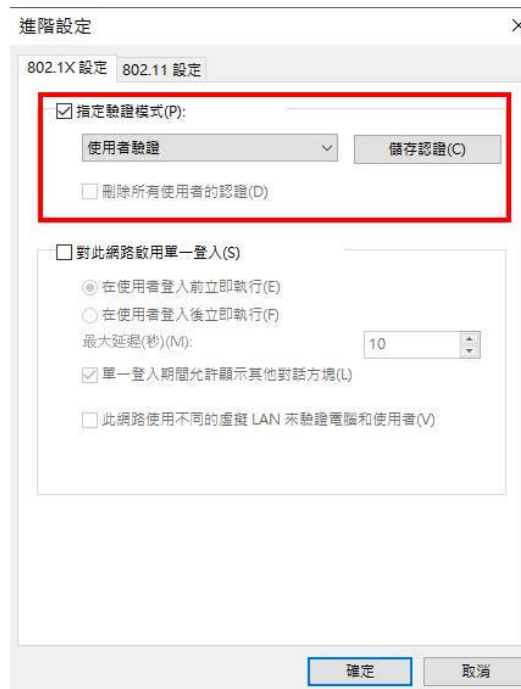 進階設定
802.1X 設定 802.11 設定
指定驗證模式(P):
使用者驗證 儲存認證(C)
刪除所有使用者的認證(D)
對此網路啟用單一登入(S)
在使用者登入前立即執行(E)
在使用者登入後立即執行(F)
最大延遲(秒)(M): 10
單一登入期間允許顯示其他對話方塊(L)
此網路使用不同的虛擬 LAN 來驗證電腦和使用者(V)
確定 取消